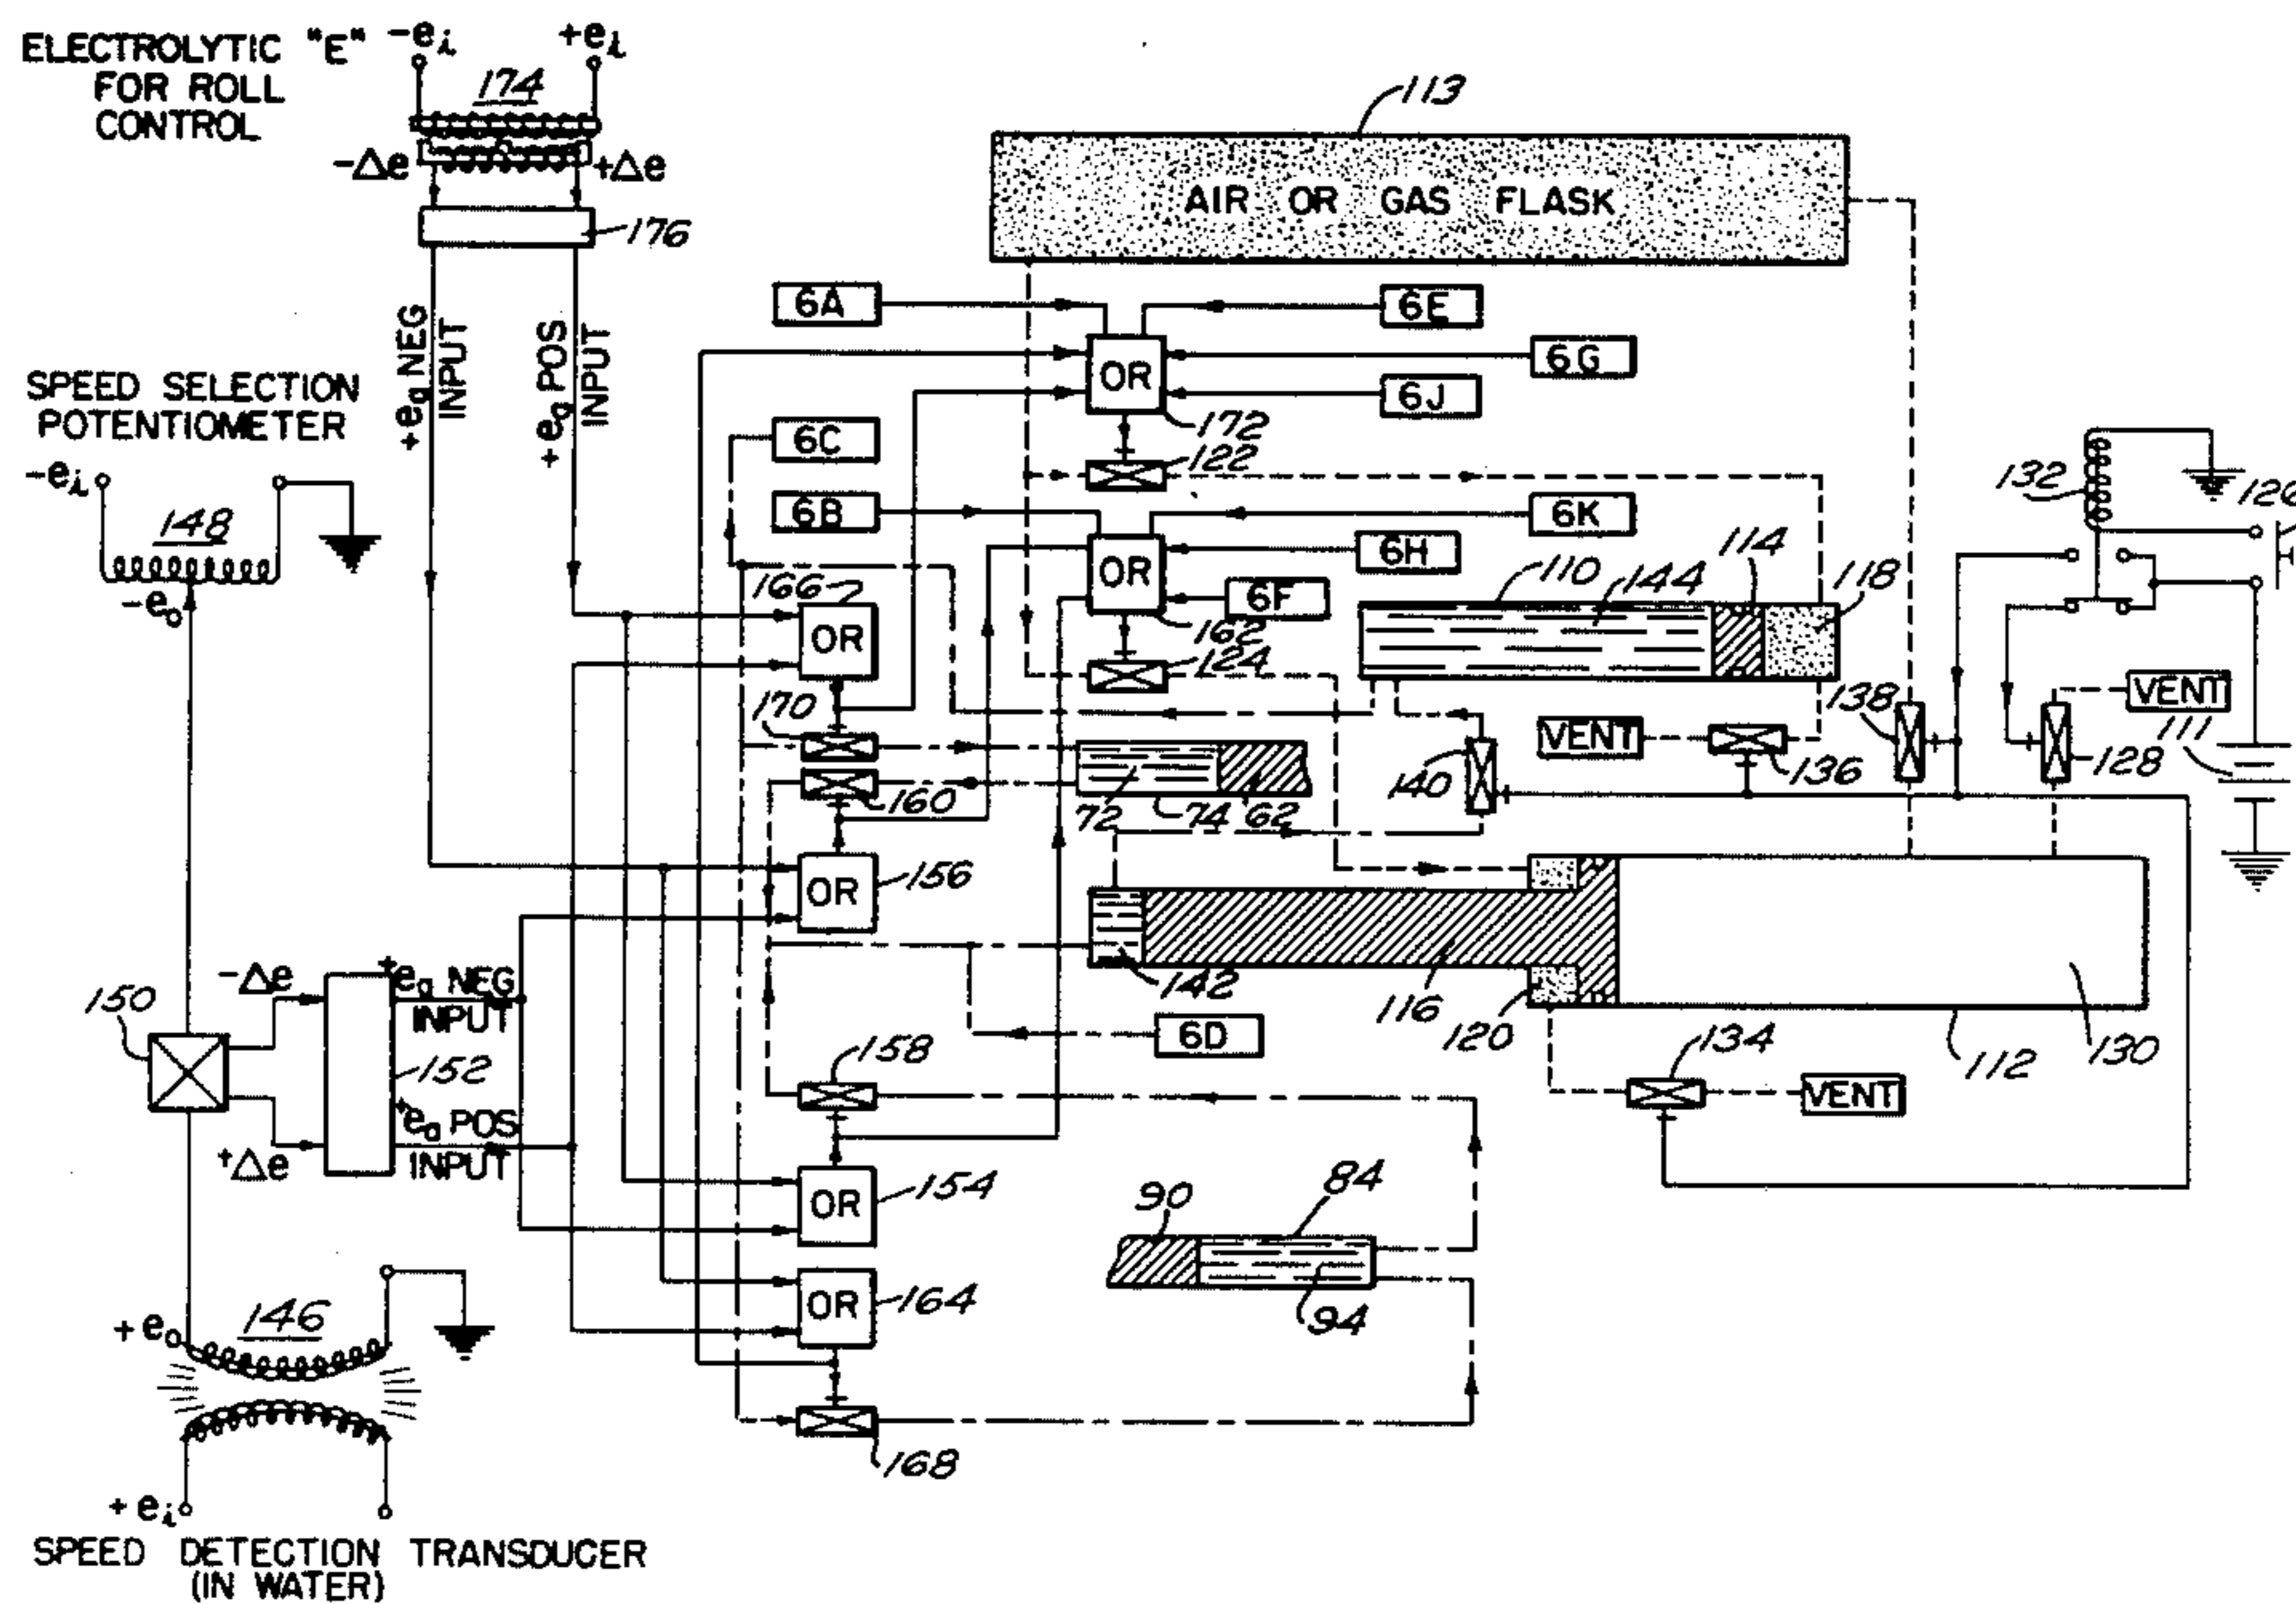 ELECTROLYTIC "E"
FOR ROLL
CONTROL
-ei
+ei
174
-Δe
+Δe
176
+ea NEG
INPUT
+ea POS
INPUT
113
AIR OR GAS FLASK
6A
6E
6G
6J
OR
172
122
6C
6B
6K
6H
6F
OR
162
124
SPEED SELECTION
POTENTIOMETER
-ei
148
-eo
166
OR
170
160
OR
156
110
144
114
118
132
126
138
VENT
111
128
VENT
136
140
72
74
62
142
116
120
112
130
134
VENT
6D
150
-Δe
+Δe
+ea NEG
INPUT
152
+ea POS
INPUT
158
OR
154
OR
164
168
90
84
94
+eo
146
+ei
SPEED DETECTION TRANSDUCER
(IN WATER)